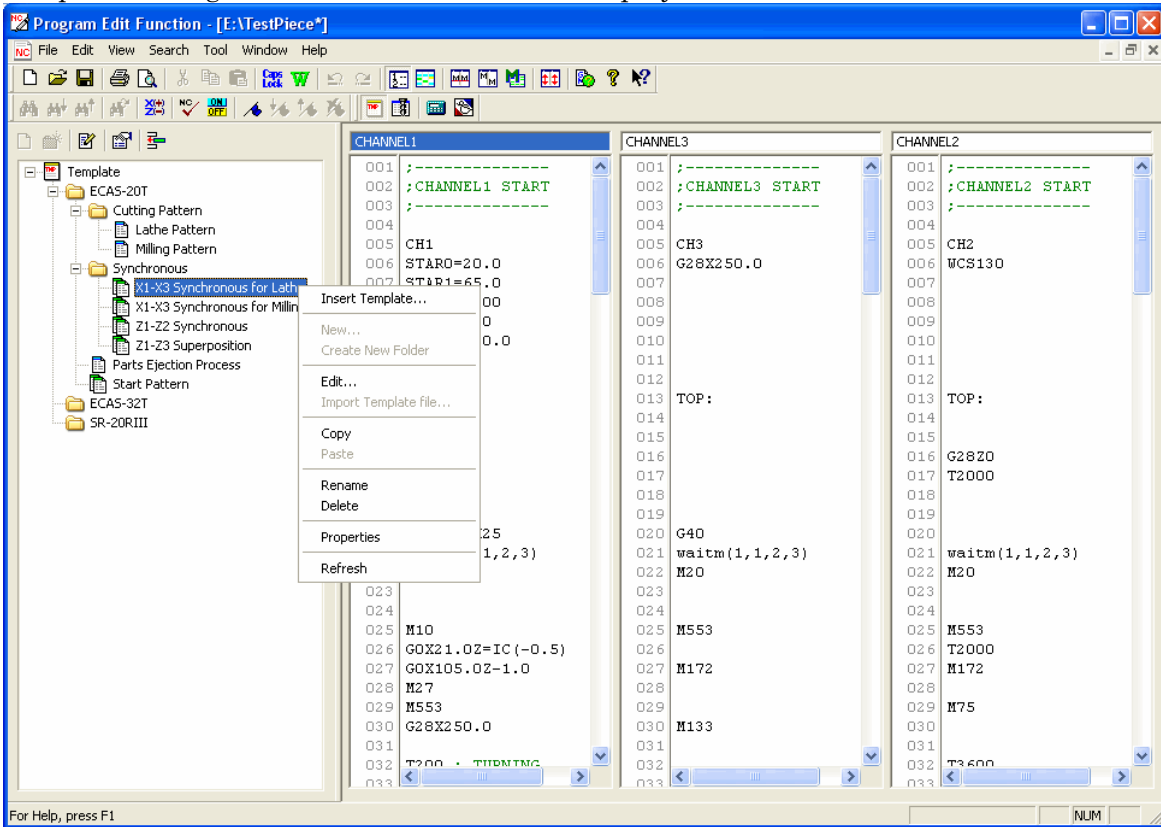 Program Edit Function - [E:\TestPiece*]
File Edit View Search Tool Window Help
Template
ECAS-20T
Cutting Pattern
Lathe Pattern
Milling Pattern
Synchronous
X1-X3 Synchronous for Lath
X1-X3 Synchronous for Millin
Z1-Z2 Synchronous
Z1-Z3 Superposition
Parts Ejection Process
Start Pattern
ECAS-32T
SR-20RIII
Insert Template...
New...
Create New Folder
Edit...
Import Template file...
Copy
Paste
Rename
Delete
Properties
Refresh
CHANNEL1
001 ;---------------
002 ;CHANNEL1 START
003 ;---------------
004
005 CH1
006 STAR0=20.0
007 STAR1=65.0
00
0
0.0
25
1,2,3)
023
024
025 M10
026 G0X21.0Z=IC(-0.5)
027 G0X105.0Z-1.0
028 M27
029 M553
030 G28X250.0
031
032 T200 ; TURNING
033
CHANNEL3
001 ;---------------
002 ;CHANNEL3 START
003 ;---------------
004
005 CH3
006 G28X250.0
007
008
009
010
011
012
013 TOP:
014
015
016
017
018
019
020 G40
021 waitm(1,1,2,3)
022 M20
023
024
025 M553
026
027 M172
028
029
030 M133
031
032
033
CHANNEL2
001 ;---------------
002 ;CHANNEL2 START
003 ;---------------
004
005 CH2
006 WCS130
007
008
009
010
011
012
013 TOP:
014
015
016 G28Z0
017 T2000
018
019
020
021 waitm(1,1,2,3)
022 M20
023
024
025 M553
026 T2000
027 M172
028
029 M75
030
031
032 T3600
033
For Help, press F1
NUM